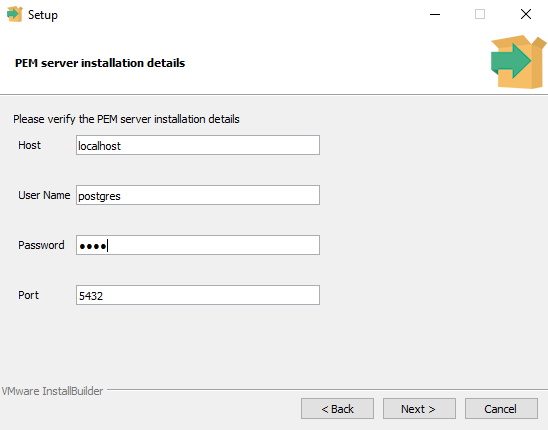 Setup
PEM server installation details
Please verify the PEM server installation details
Host localhost
User Name postgres
Password ●●●●
Port 5432
VMware InstallBuilder
< Back Next > Cancel